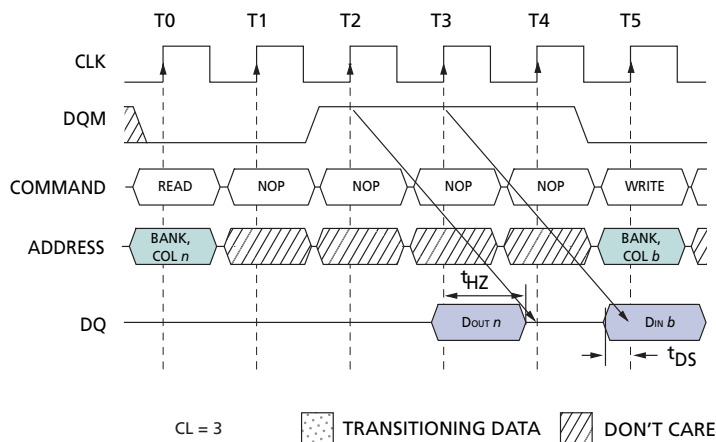 T0 T1 T2 T3 T4 T5
CLK
DQM
COMMAND READ NOP NOP NOP NOP WRITE
ADDRESS BANK, COL n BANK, COL b
tHZ
DQ DOUT n DIN b
tDS
CL = 3 TRANSITIONING DATA DON'T CARE